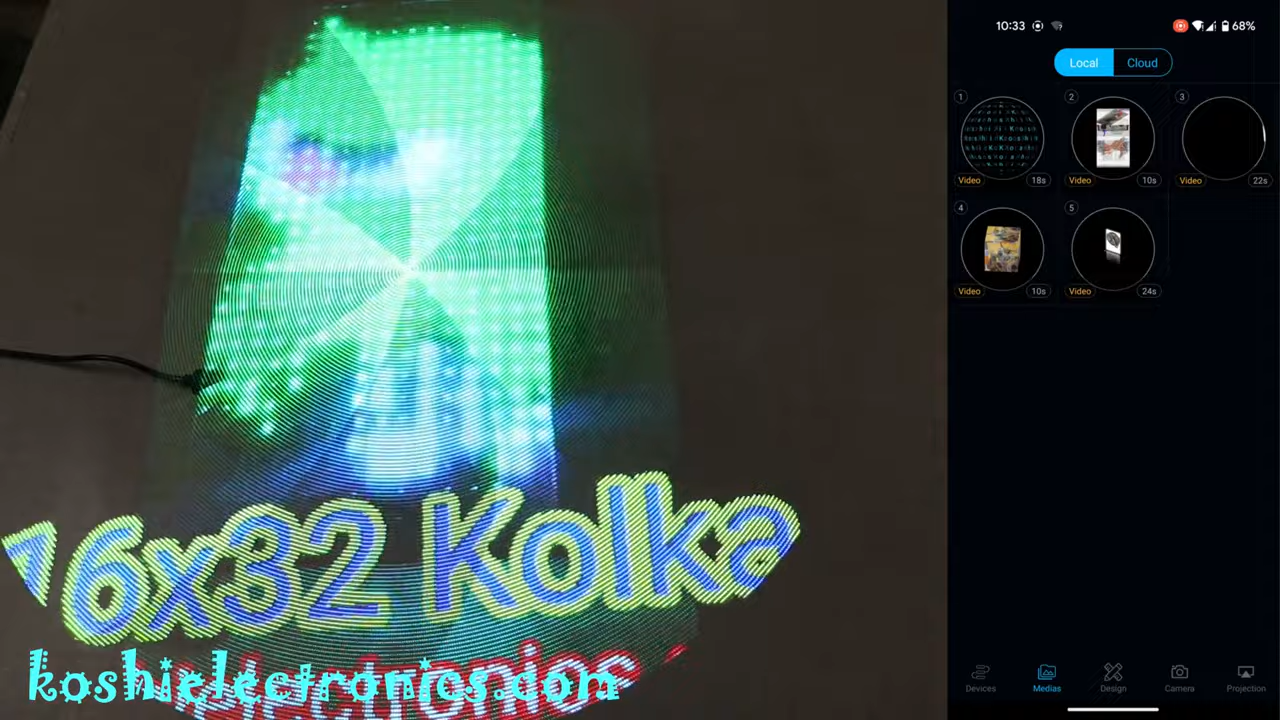 16x32 Kolka
koshielectronics.com
10:33
68%
Local
Cloud
1
2
3
Video
18s
Video
10s
Video
22s
4
5
Video
10s
Video
24s
Devices
Medias
Design
Camera
Projection